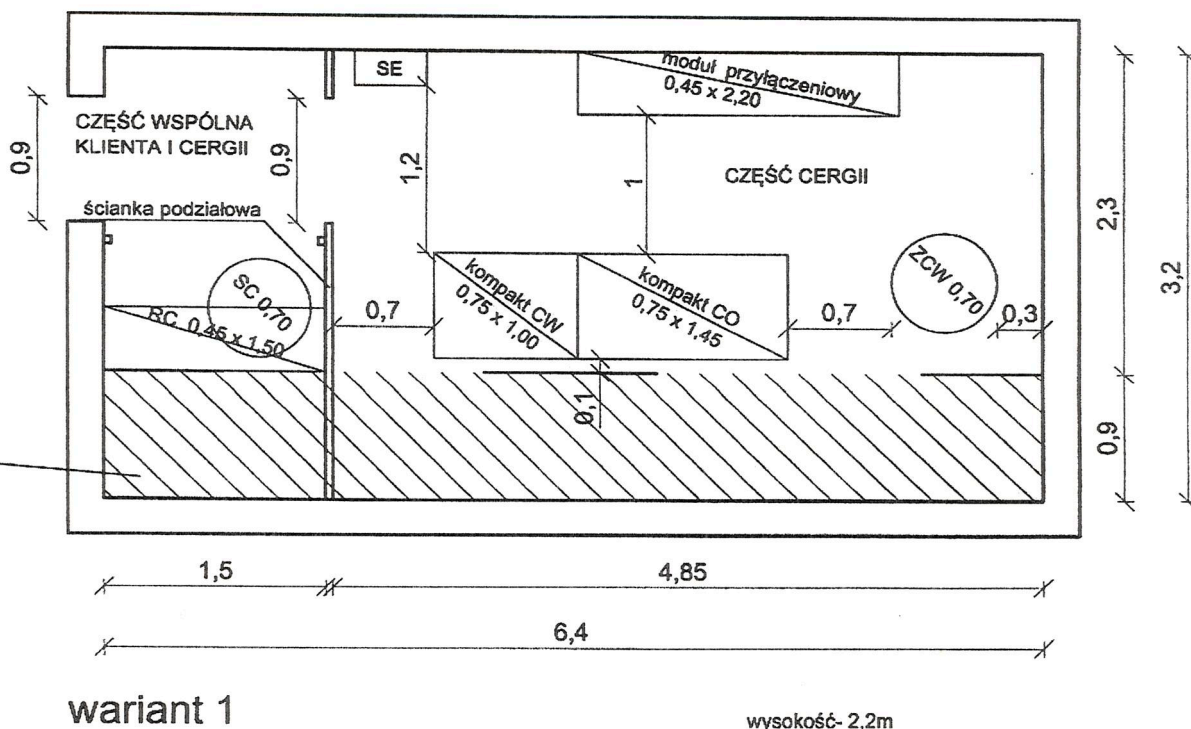 SE
moduł przyłączeniowy
0,45 x 2,20
CZĘŚĆ WSPÓLNA
KLIENTA I CERGII
0,9
0,9
1,2
1
CZĘŚĆ CERGII
2,3
3,2
ścianka podziałowa
SC 0,70
RC 0,45 x 1,50
0,7
kompakt CW
0,75 x 1,00
kompakt CO
0,75 x 1,45
0,7
ZCW 0,70
0,3
0,1
0,9
1,5
4,85
6,4
wariant 1
wysokość- 2,2m